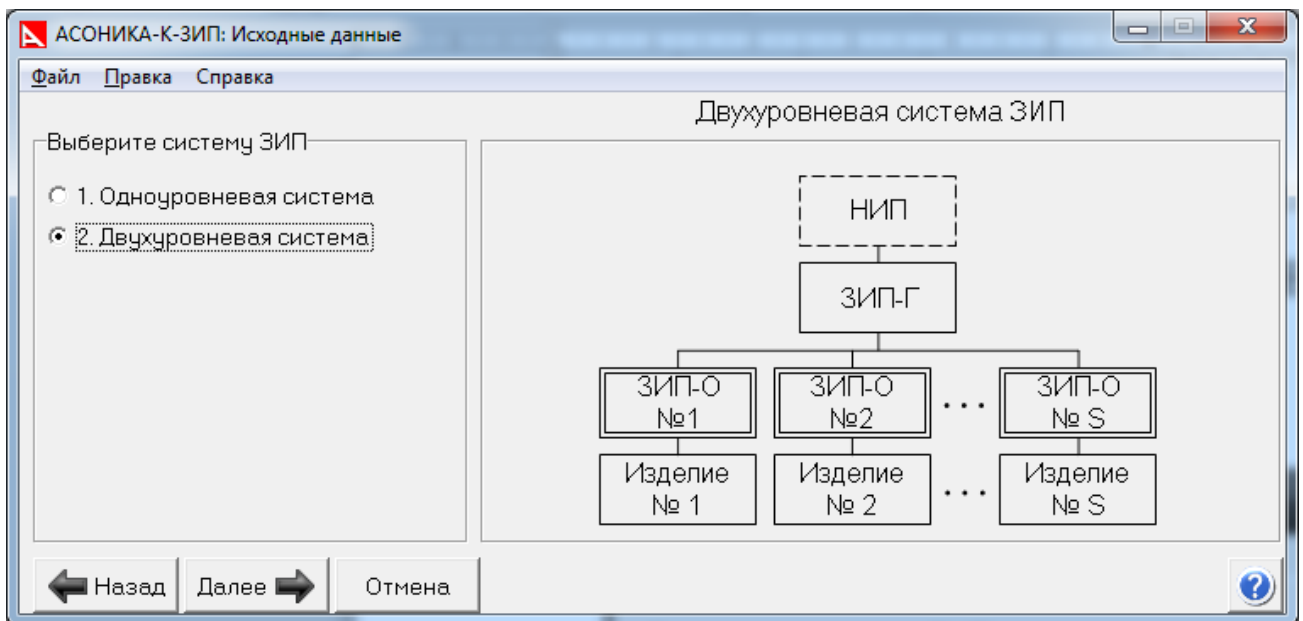 АСОНИКА-К-ЗИП: Исходные данные
Файл Правка Справка
Двухуровневая система ЗИП
Выберите систему ЗИП
1. Одноуровневая система
2. Двухуровневая система
НИП
ЗИП-Г
ЗИП-О ЗИП-О ЗИП-О
№1 №2 ... № S
Изделие Изделие Изделие
№ 1 № 2 ... № S
Назад Далее Отмена ?